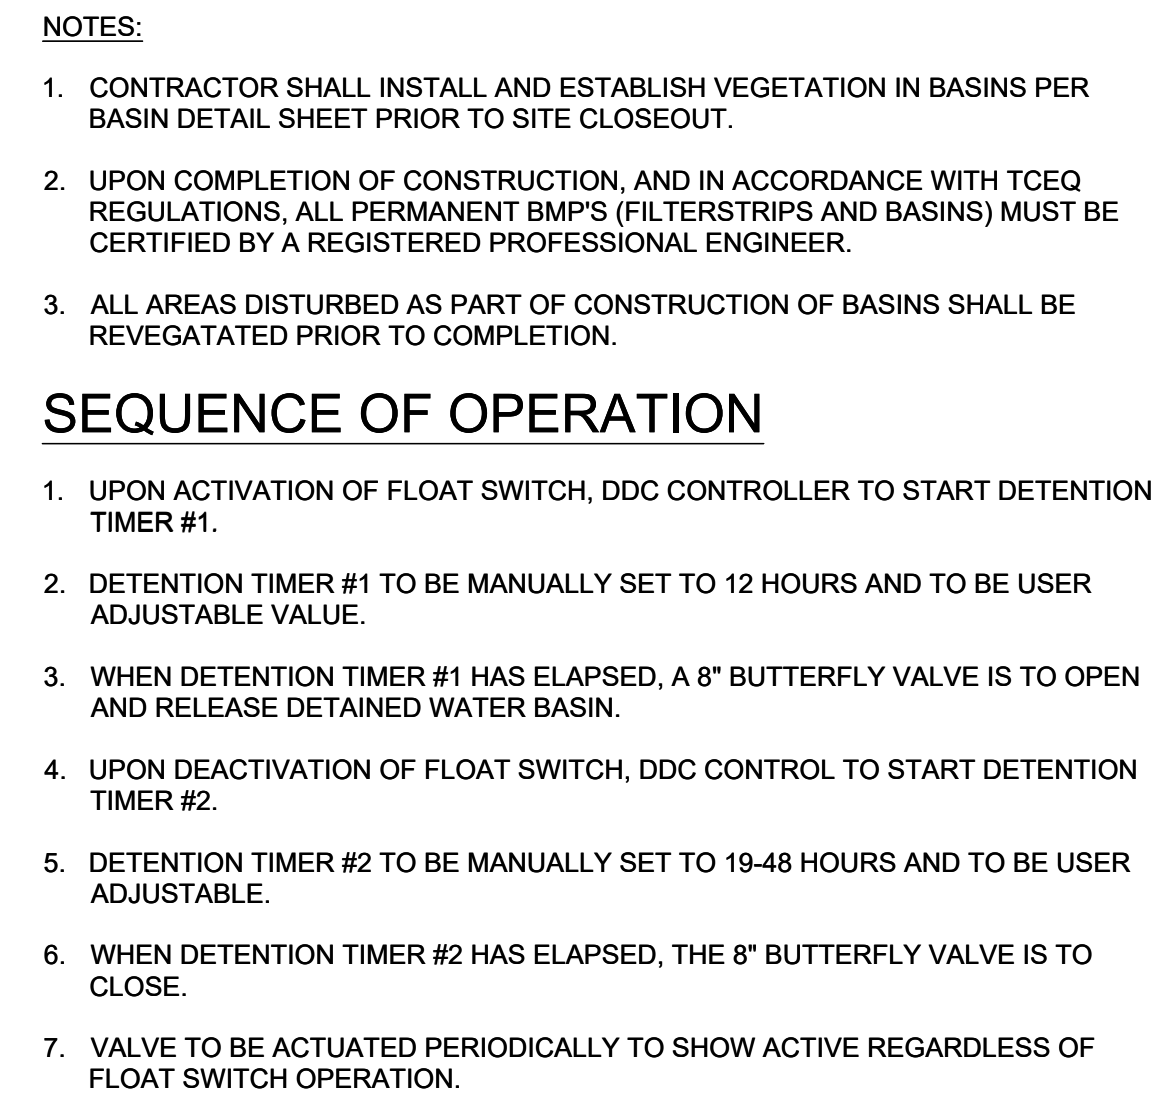 NOTES:
1. CONTRACTOR SHALL INSTALL AND ESTABLISH VEGETATION IN BASINS PER
BASIN DETAIL SHEET PRIOR TO SITE CLOSEOUT.
2. UPON COMPLETION OF CONSTRUCTION, AND IN ACCORDANCE WITH TCEQ
REGULATIONS, ALL PERMANENT BMP'S (FILTERSTRIPS AND BASINS) MUST BE
CERTIFIED BY A REGISTERED PROFESSIONAL ENGINEER.
3. ALL AREAS DISTURBED AS PART OF CONSTRUCTION OF BASINS SHALL BE
REVEGATATED PRIOR TO COMPLETION.
SEQUENCE OF OPERATION
1. UPON ACTIVATION OF FLOAT SWITCH, DDC CONTROLLER TO START DETENTION
TIMER #1.
2. DETENTION TIMER #1 TO BE MANUALLY SET TO 12 HOURS AND TO BE USER
ADJUSTABLE VALUE.
3. WHEN DETENTION TIMER #1 HAS ELAPSED, A 8" BUTTERFLY VALVE IS TO OPEN
AND RELEASE DETAINED WATER BASIN.
4. UPON DEACTIVATION OF FLOAT SWITCH, DDC CONTROL TO START DETENTION
TIMER #2.
5. DETENTION TIMER #2 TO BE MANUALLY SET TO 19-48 HOURS AND TO BE USER
ADJUSTABLE.
6. WHEN DETENTION TIMER #2 HAS ELAPSED, THE 8" BUTTERFLY VALVE IS TO
CLOSE.
7. VALVE TO BE ACTUATED PERIODICALLY TO SHOW ACTIVE REGARDLESS OF
FLOAT SWITCH OPERATION.